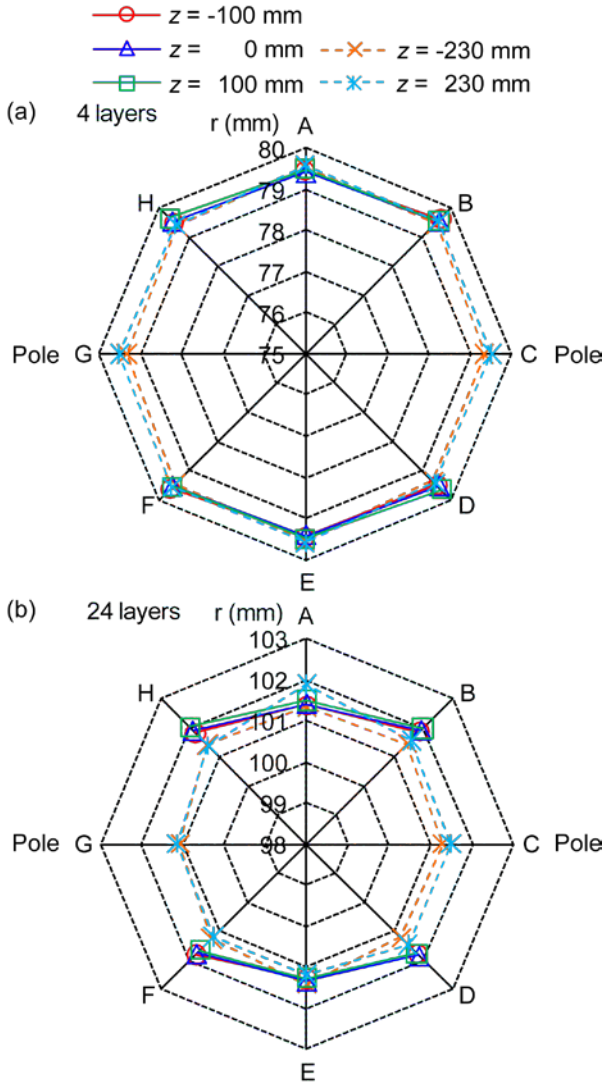 z = -100 mm
z = 0 mm z = -230 mm
z = 100 mm z = 230 mm
(a) 4 layers r (mm) A
80
H 79 B
78
77
76
Pole G 75 C Pole
F D
E
(b) 24 layers r (mm) A
103
H 102 B
101
100
99
Pole G 98 C Pole
F D
E